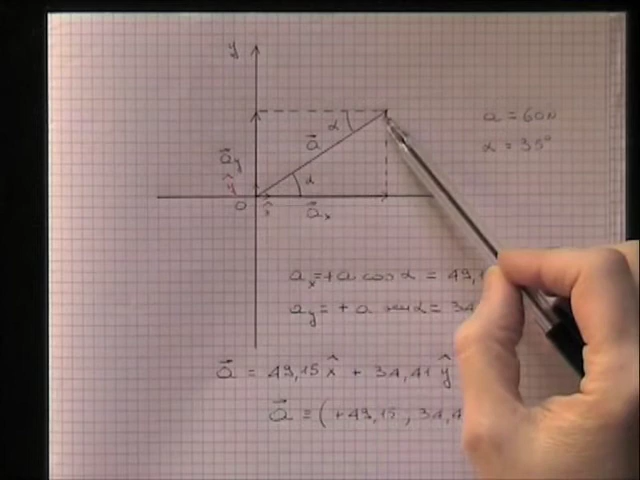 y
α
a = 60N
a⃗
α = 35°
a⃗y
ŷ
α
0
x̂
a⃗x
ax = + a cos α = 49,1
ay = + a sen α = 34
a⃗ = 49,15 x̂ + 34,41 ŷ
a⃗ ≡ (+49,15 , 34,4